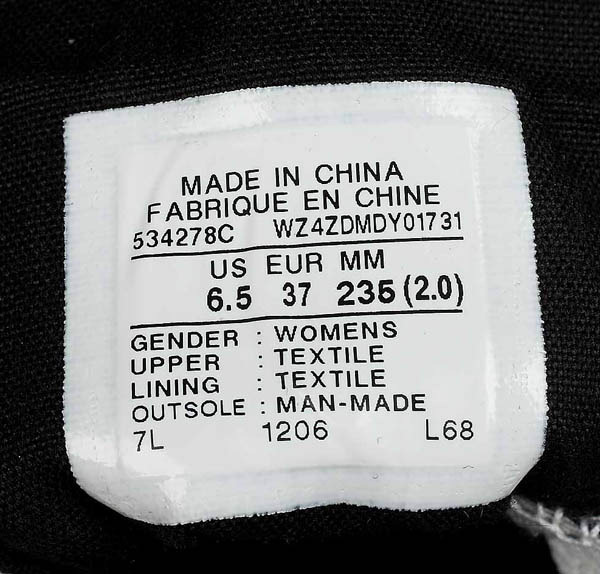 MADE IN CHINA
FABRIQUE EN CHINE
534278C WZ4ZDMDY01731
US EUR MM
6.5 37 235 (2.0)
GENDER : WOMENS
UPPER : TEXTILE
LINING : TEXTILE
OUTSOLE : MAN-MADE
7L 1206 L68